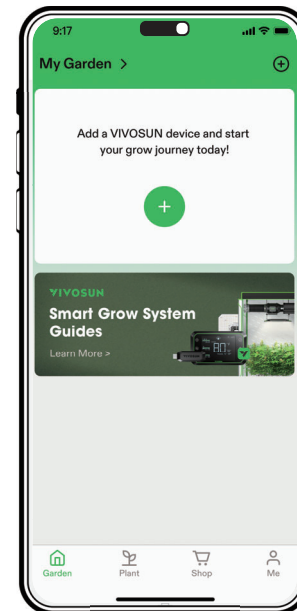 9:17
My Garden >
Add a VIVOSUN device and start
your grow journey today!
VIVOSUN
Smart Grow System
Guides
Learn More >
Garden
Plant
Shop
Me